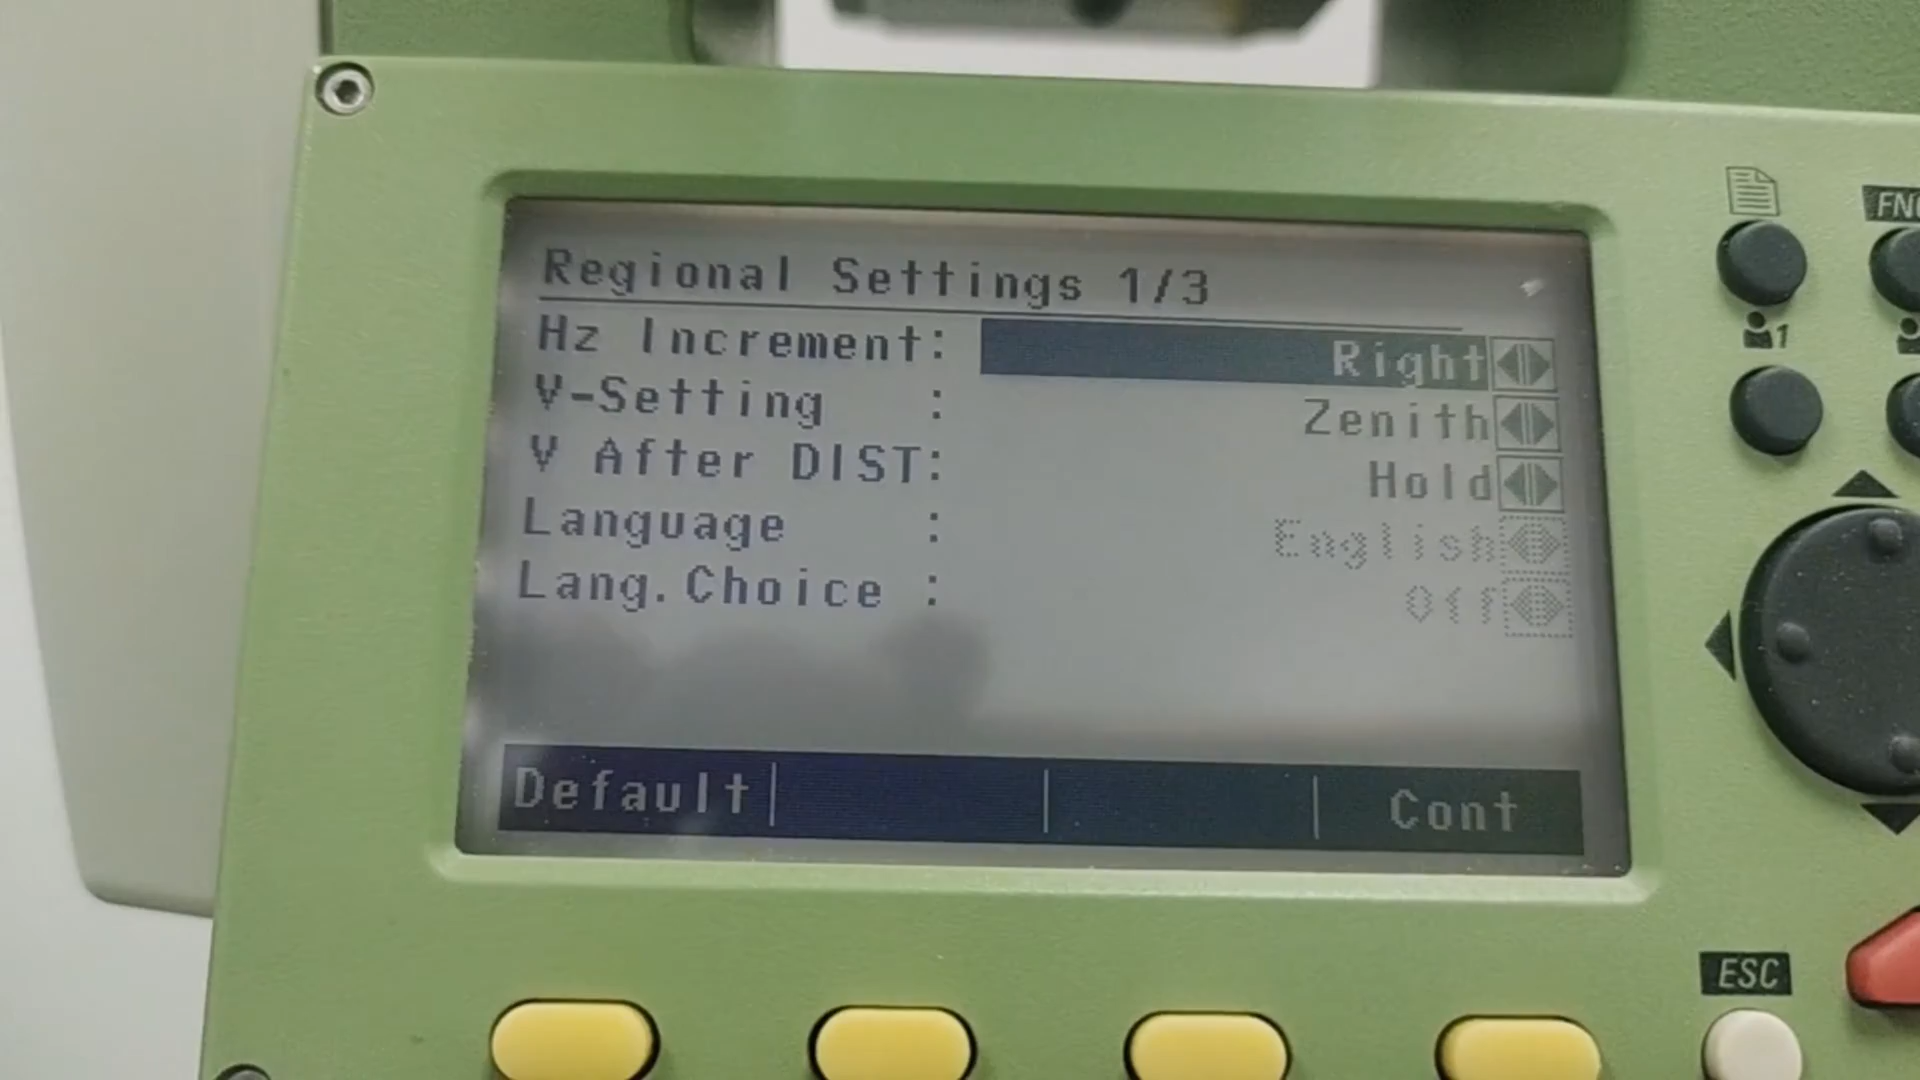 Regional Settings 1/3
Hz Increment: Right
V-Setting : Zenith
V After DIST: Hold
Language : English
Lang.Choice : Off
Default Cont
1
ESC